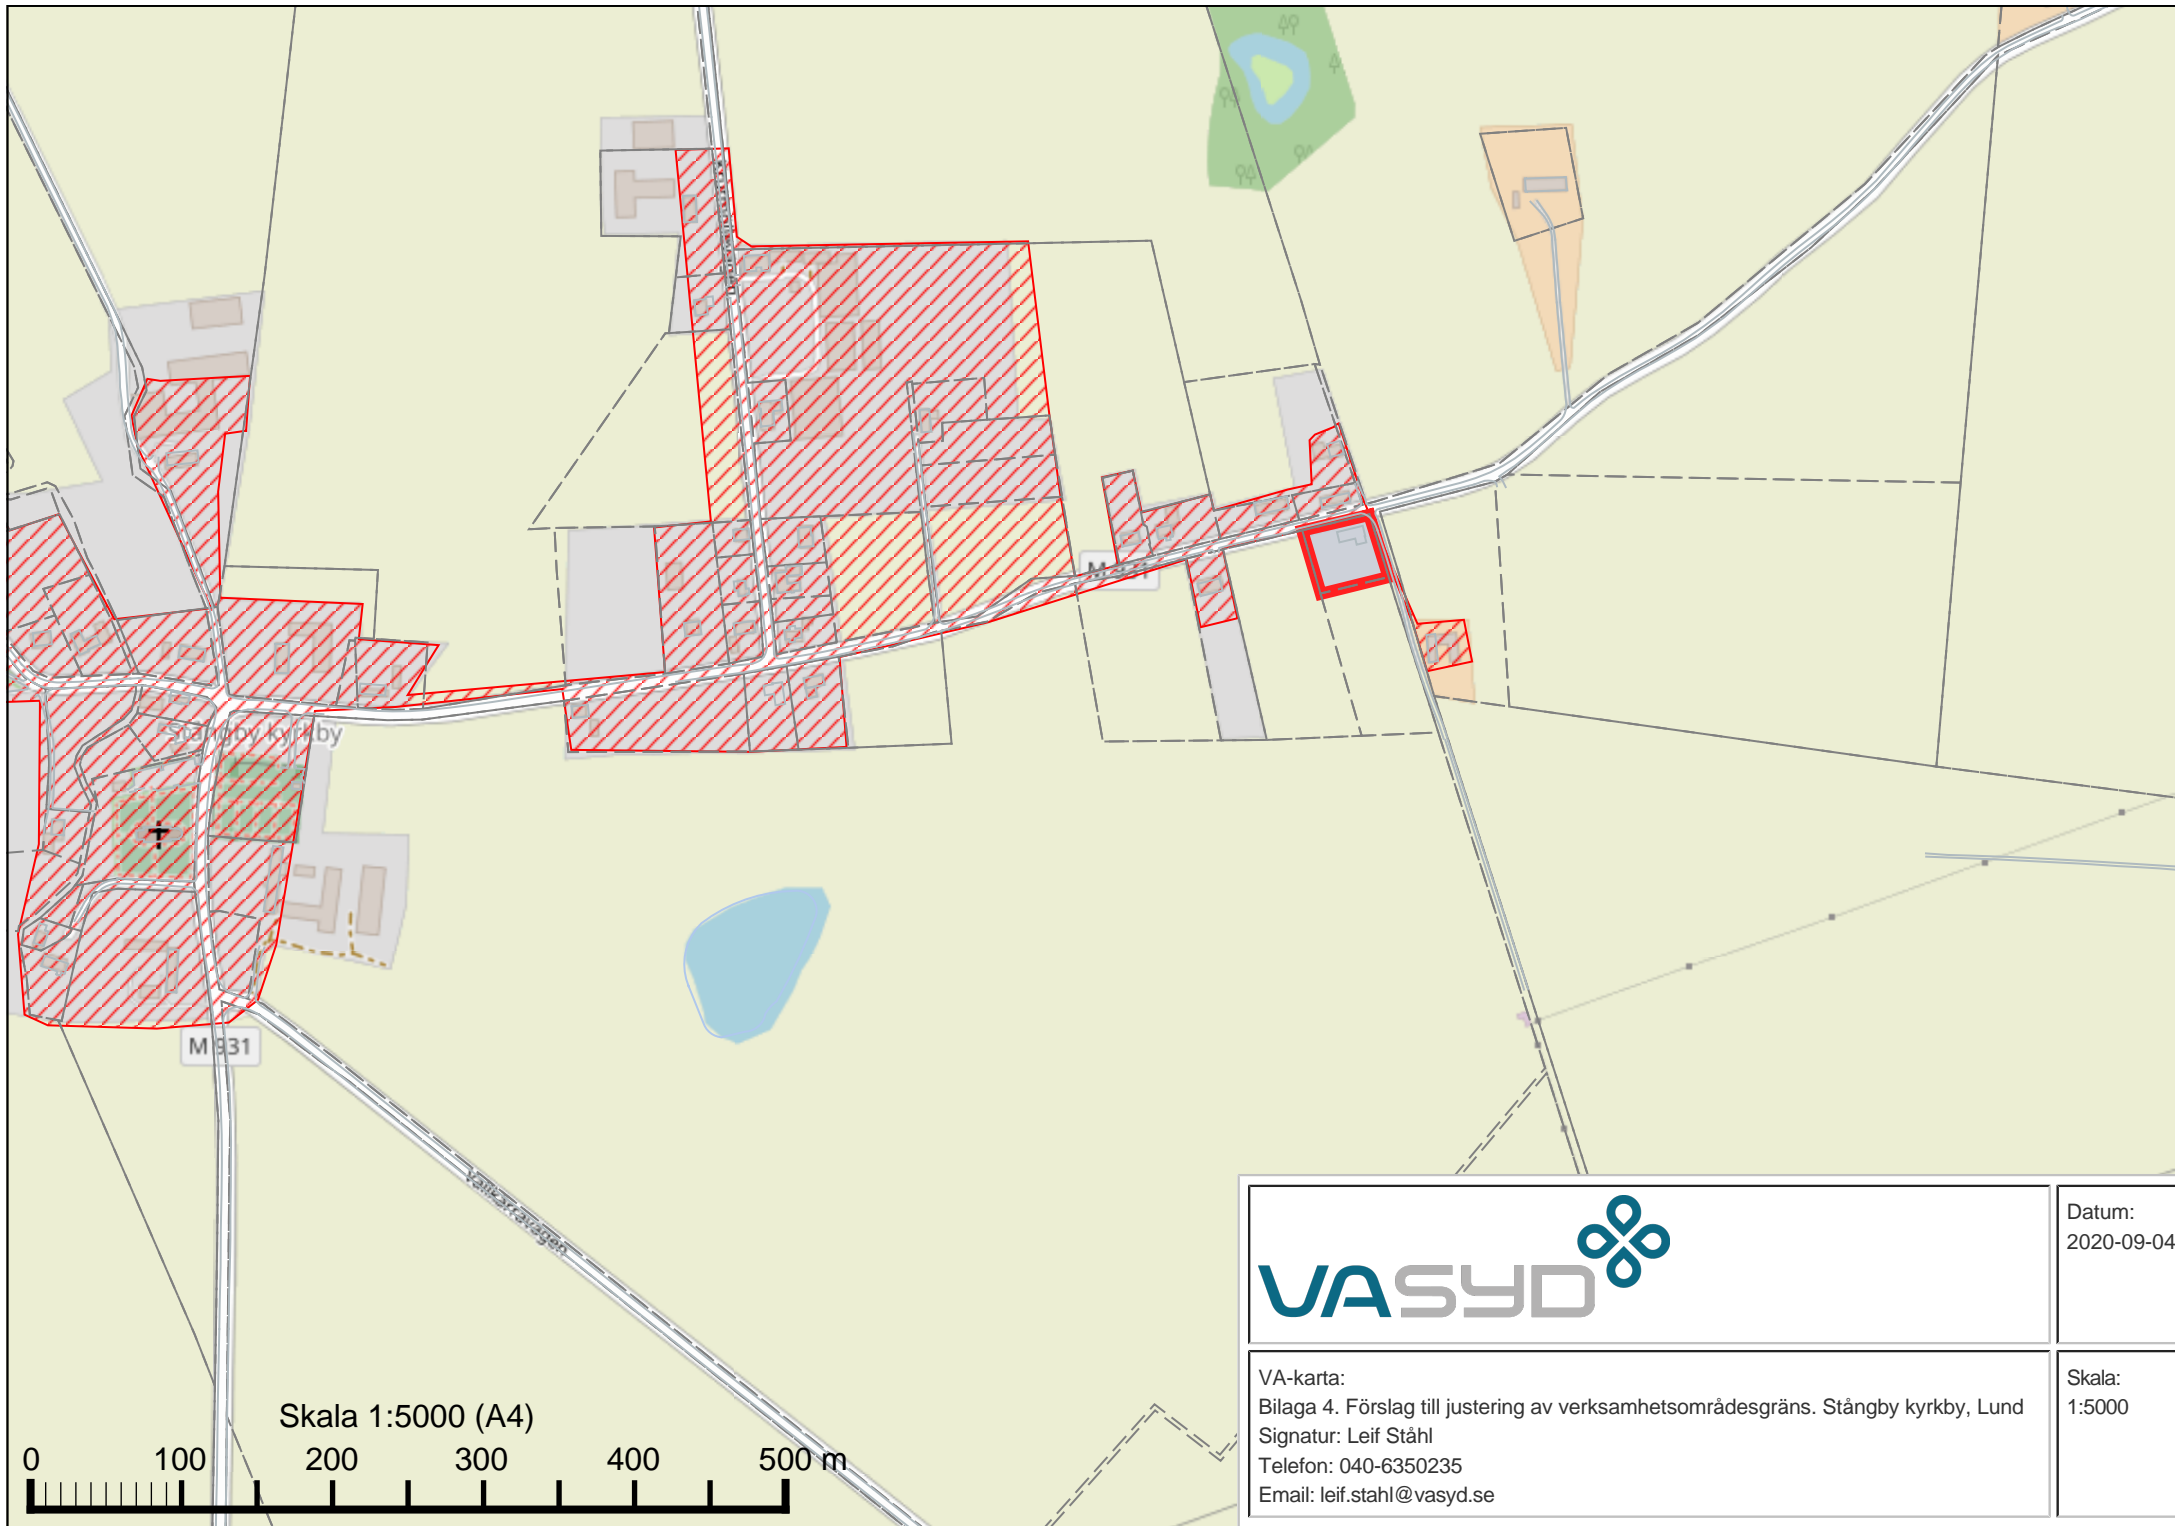 M 931
Stångby kyrkby
M 931
Vallkärravägen
Skala 1:5000 (A4)
0 100 200 300 400 500 m
VA SYD
Datum:
2020-09-04
VA-karta:
Bilaga 4. Förslag till justering av verksamhetsområdesgräns. Stångby kyrkby, Lund
Signatur: Leif Ståhl
Telefon: 040-6350235
Email: leif.stahl@vasyd.se
Skala:
1:5000